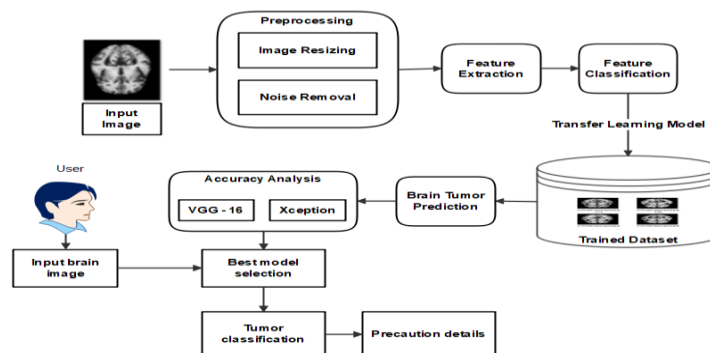 Preprocessing
Image Resizing
Noise Removal
Input
Image
Feature
Extraction
Feature
Classification
Transfer Learning Model
User
Accuracy Analysis
VGG - 16
Xception
Brain Tumor
Prediction
Trained Dataset
Input brain
image
Best model
selection
Tumor
classification
Precaution details